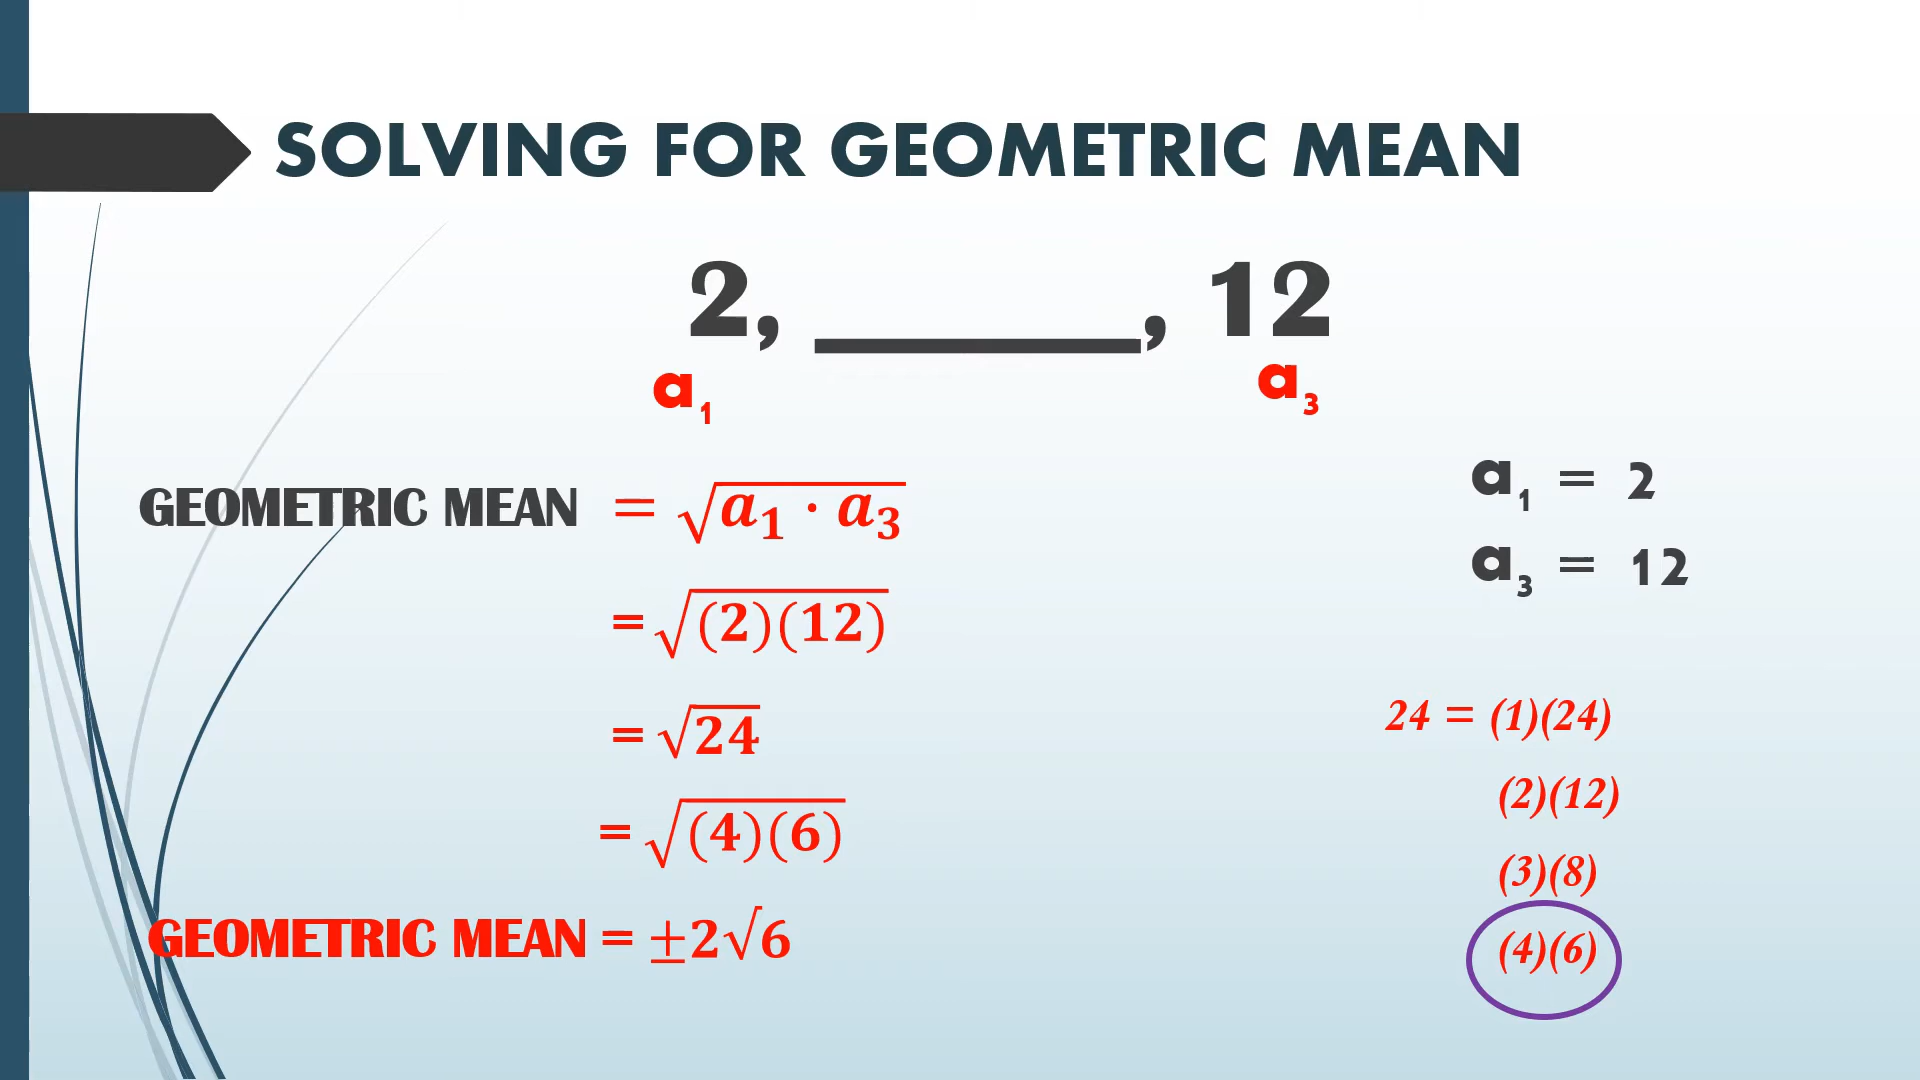 SOLVING FOR GEOMETRIC MEAN
2, ______, 12
a₁ a₃
GEOMETRIC MEAN = √(a₁ · a₃)
= √((2)(12))
= √24
= √((4)(6))
GEOMETRIC MEAN = ±2√6
a₁ = 2
a₃ = 12
24 = (1)(24)
(2)(12)
(3)(8)
(4)(6)